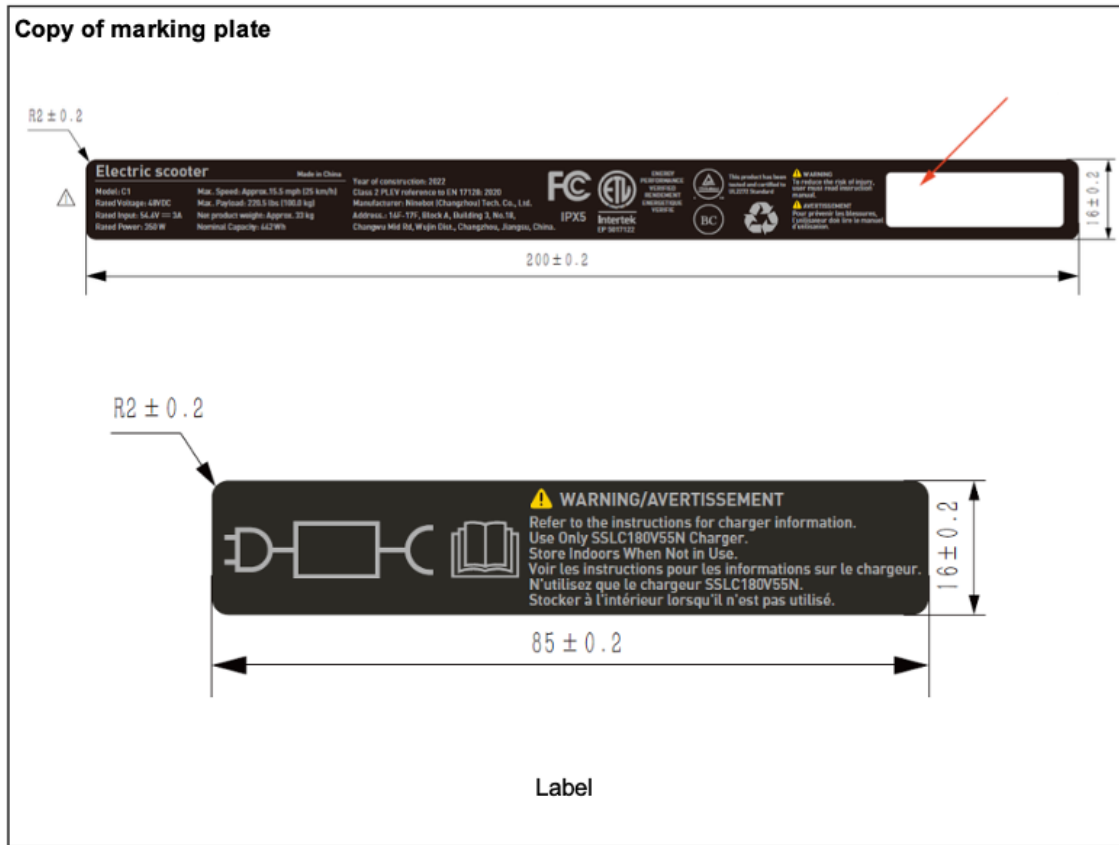 Copy of marking plate
R2±0.2
Electric scooter
Made in China
Model: C1
Rated Voltage: 48VDC
Rated Input: 54.4V 3A
Rated Power: 350W
Max. Speed: Approx.15.5 mph (25 km/h)
Max. Payload: 220.5 lbs (100.0 kg)
Net product weight: Approx. 33 kg
Nominal Capacity: 442Wh
Year of construction: 2022
Class 2 PLEV reference to EN 17128: 2020
Manufacturer: Ninebot (Changzhou) Tech. Co., Ltd.
Address.: 16F-17F, Block A, Building 3, No.18,
Changwu Mid Rd, Wujin Dist., Changzhou, Jiangsu, China.
FC
IPX5
ETL
Intertek
EP 5017122
ENERGY
PERFORMANCE
VERIFIED
RENDEMENT
ENERGETIQUE
VERIFIE
BC
This product has been
tested and certified to
UL2272 Standard
WARNING
To reduce the risk of injury,
user must read instruction
manual.
AVERTISSEMENT
Pour prévenir les blessures,
l'utilisateur doit lire le manuel
d'utilisation.
16±0.2
200±0.2
R2±0.2
WARNING/AVERTISSEMENT
Refer to the instructions for charger information.
Use Only SSLC180V55N Charger.
Store Indoors When Not in Use.
Voir les instructions pour les informations sur le chargeur.
N'utilisez que le chargeur SSLC180V55N.
Stocker à l'intérieur lorsqu'il n'est pas utilisé.
16±0.2
85±0.2
Label